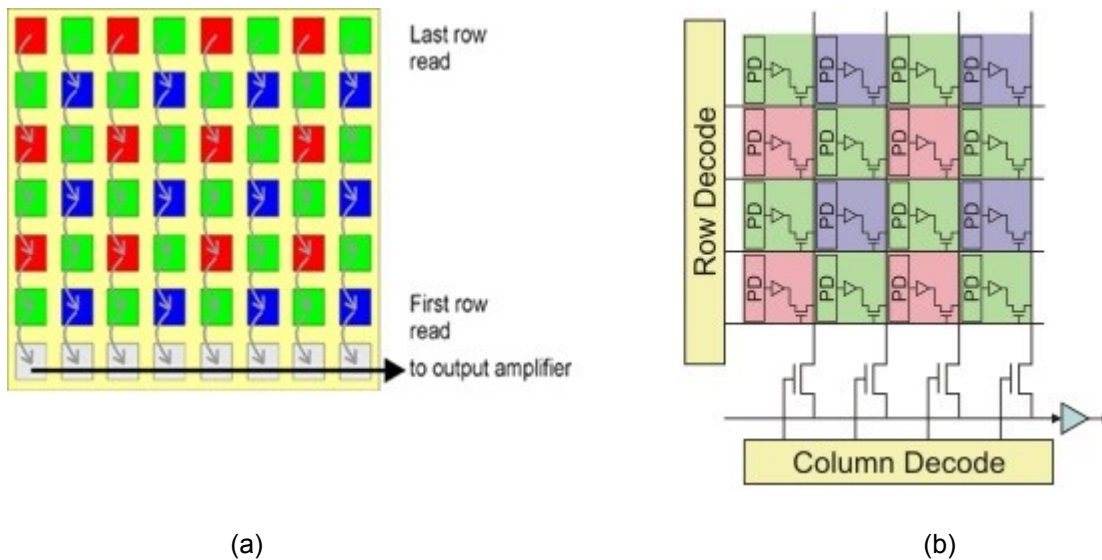 Last row
read
First row
read
to output amplifier
Row Decode
PD PD PD PD
PD PD PD PD
PD PD PD PD
PD PD PD PD
Column Decode
(a)
(b)